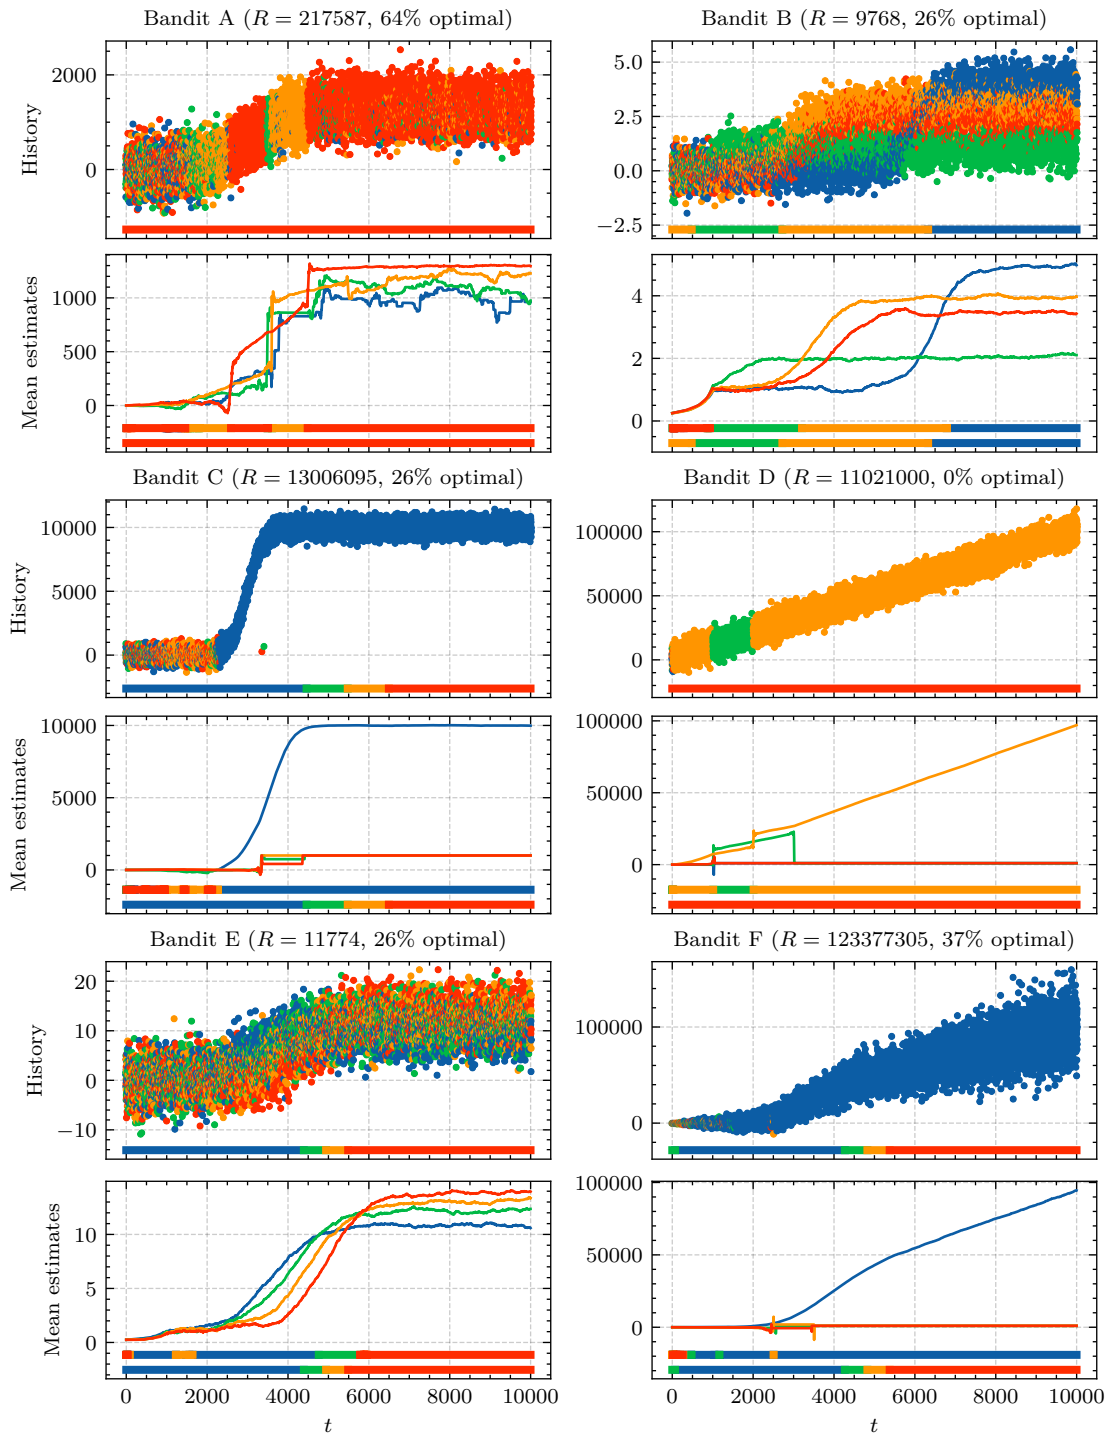 Bandit A (R = 217587, 64% optimal)
Bandit B (R = 9768, 26% optimal)
2000
0
History
5.0
2.5
0.0
−2.5
1000
500
0
Mean estimates
4
2
0
Bandit C (R = 13006095, 26% optimal)
Bandit D (R = 11021000, 0% optimal)
10000
5000
0
History
100000
50000
0
10000
5000
0
Mean estimates
100000
50000
0
Bandit E (R = 11774, 26% optimal)
Bandit F (R = 123377305, 37% optimal)
20
10
0
−10
History
100000
0
10
5
0
Mean estimates
100000
50000
0
0 2000 4000 6000 8000 10000
0 2000 4000 6000 8000 10000
t
t